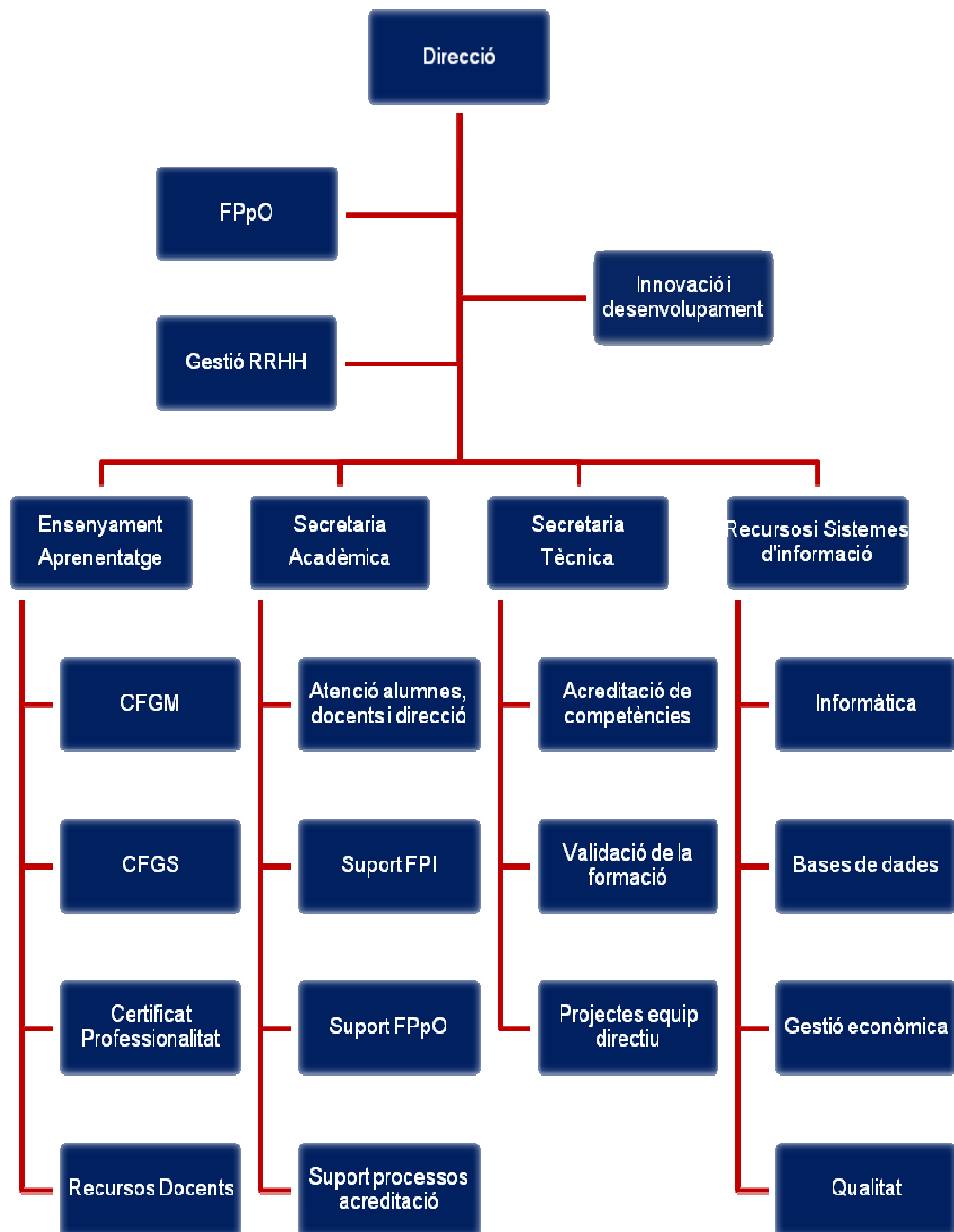 Direcció
FPpO
Innovació i
desenvolupament
Gestió RRHH
Ensenyament
Aprenentatge
Secretaria
Acadèmica
Secretaria
Tècnica
Recursos i Sistemes
d'informació
CFGM
Atenció alumnes,
docents i direcció
Acreditació de
competències
Informàtica
CFGS
Suport FPI
Validació de la
formació
Bases de dades
Certificat
Professionalitat
Suport FPpO
Projectes equip
directiu
Gestió econòmica
Recursos Docents
Suport processos
acreditació
Qualitat